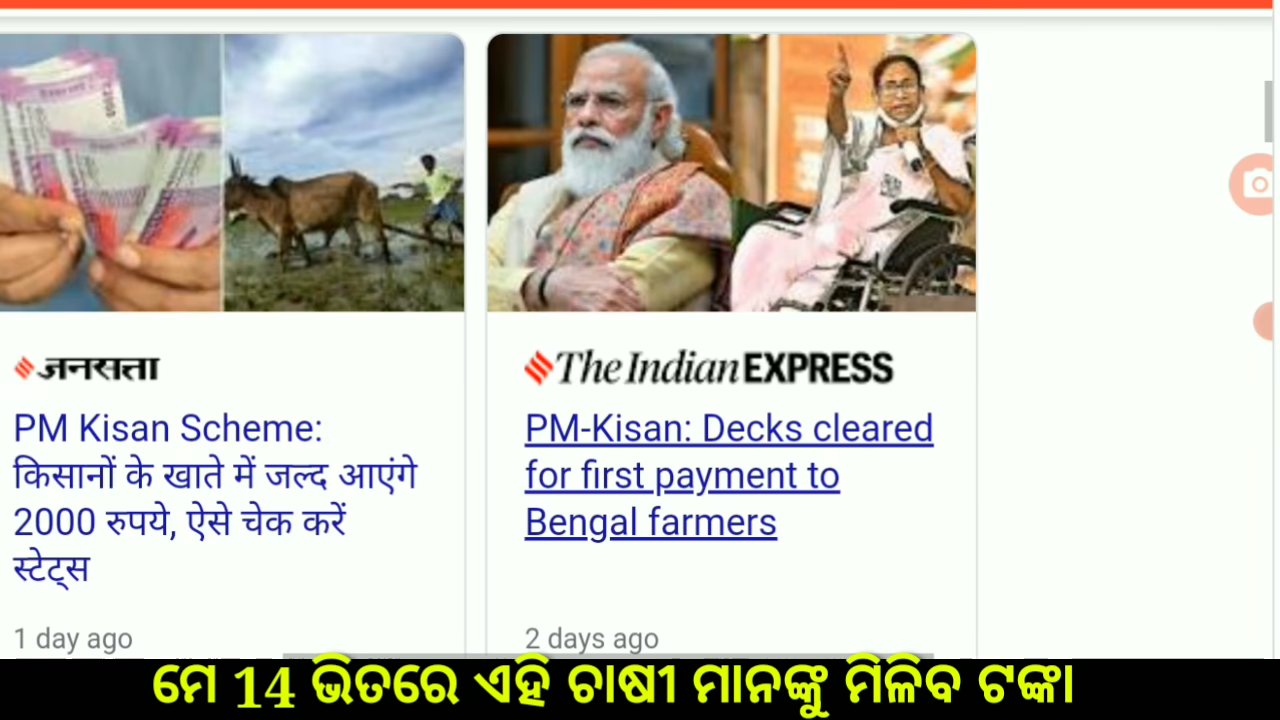 जनसत्ता
PM Kisan Scheme:
किसानों के खाते में जल्द आएंगे
2000 रुपये, ऐसे चेक करें
स्टेट्स
1 day ago
The Indian EXPRESS
PM-Kisan: Decks cleared
for first payment to
Bengal farmers
2 days ago
ମେ 14 ଭିତରେ ଏହି ଚାଷୀ ମାନଙ୍କୁ ମିଳିବ ଟଙ୍କା